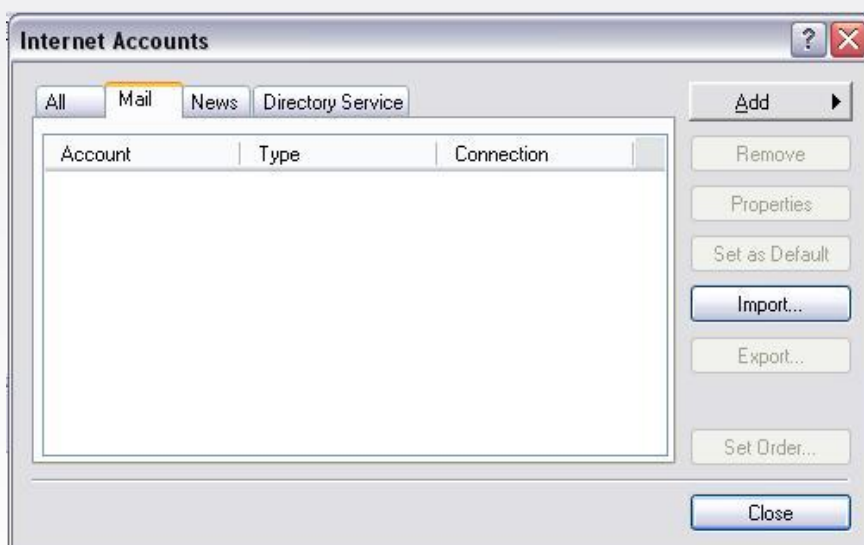 Internet Accounts
All Mail News Directory Service
Account Type Connection
Add
Remove
Properties
Set as Default
Import...
Export...
Set Order...
Close